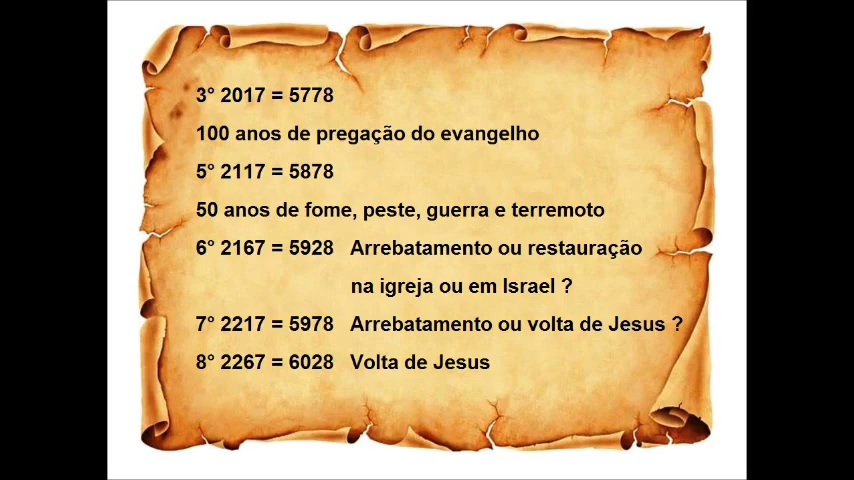 3° 2017 = 5778
100 anos de pregação do evangelho
5° 2117 = 5878
50 anos de fome, peste, guerra e terremoto
6° 2167 = 5928 Arrebatamento ou restauração
na igreja ou em Israel ?
7° 2217 = 5978 Arrebatamento ou volta de Jesus ?
8° 2267 = 6028 Volta de Jesus